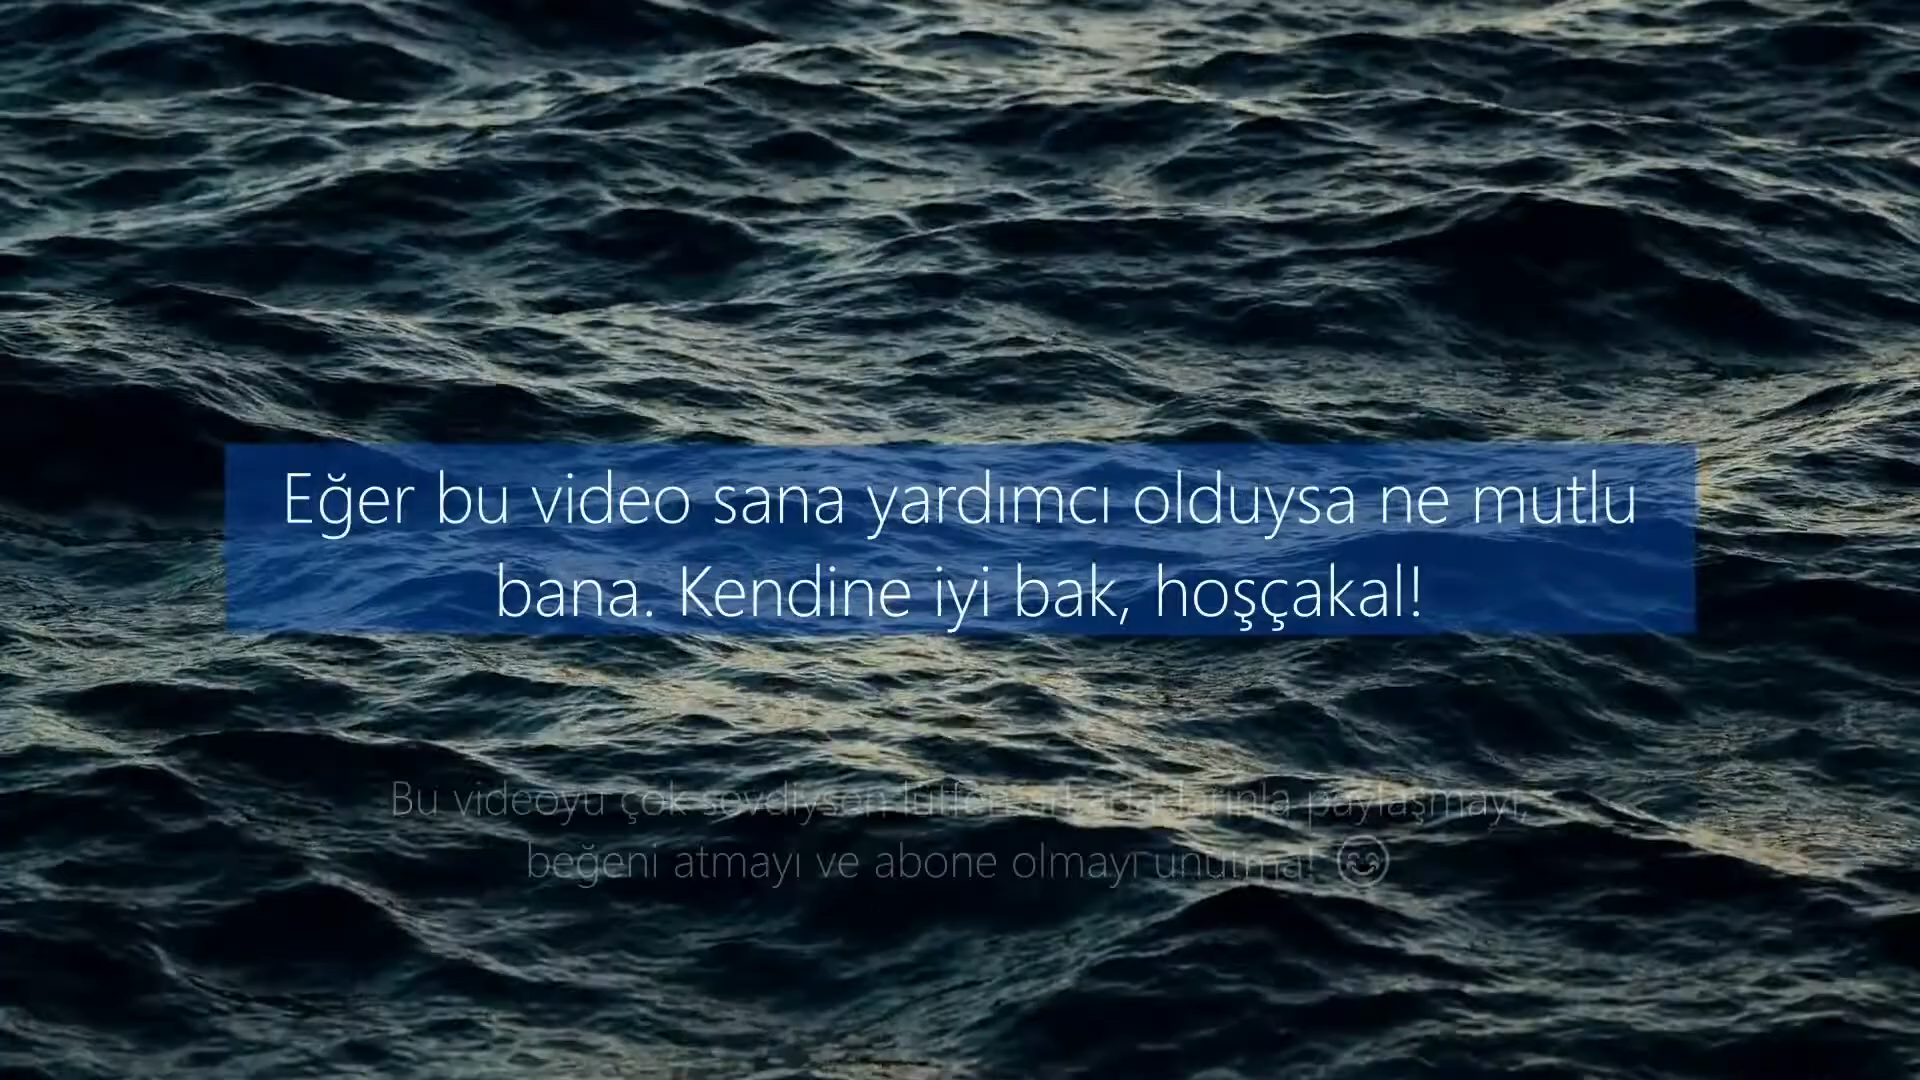 Eğer bu video sana yardımcı olduysa ne mutlu
bana. Kendine iyi bak, hoşçakal!
Bu videoyu çok sevdiysen lütfen arkadaşlarınla paylaşmayı,
beğeni atmayı ve abone olmayı unutma! 😊